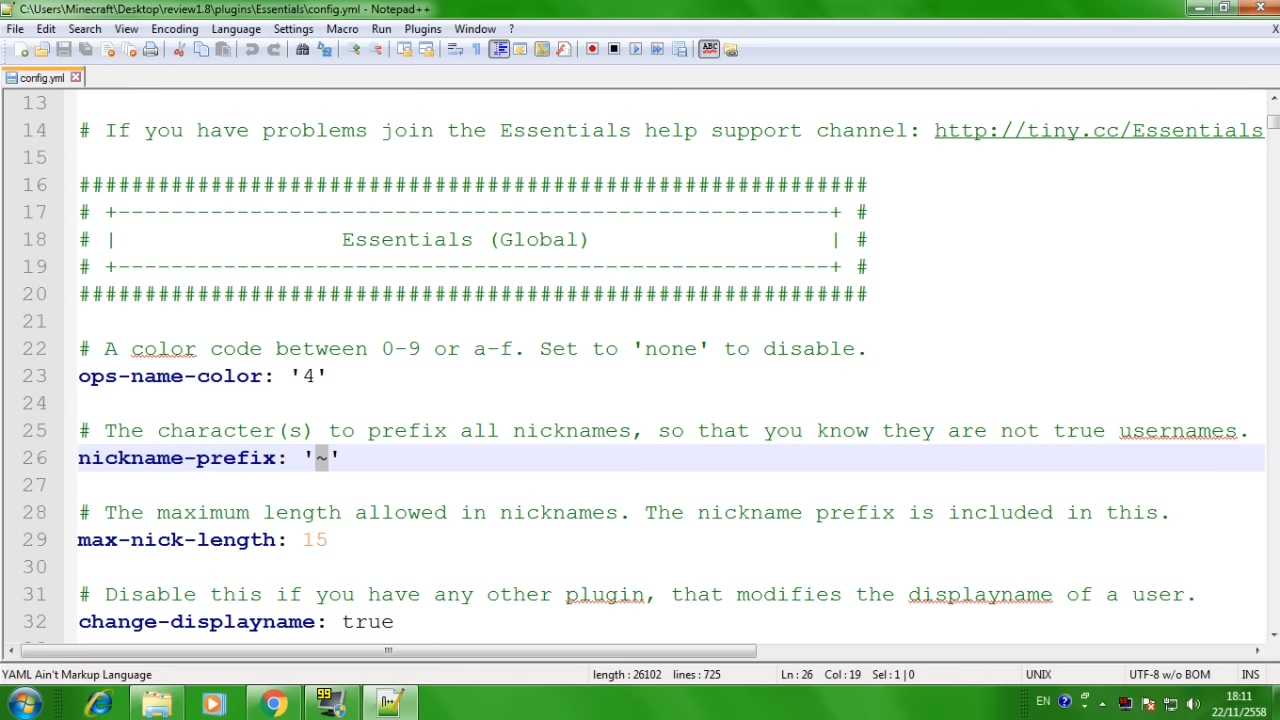 C:\Users\Minecraft\Desktop\review1.8\plugins\Essentials\config.yml - Notepad++
File Edit Search View Encoding Language Settings Macro Run Plugins Window ? X
config.yml
13
14 # If you have problems join the Essentials help support channel: http://tiny.cc/Essentials
15
16 ############################################################
17 # +------------------------------------------------------+ #
18 # | Essentials (Global) | #
19 # +------------------------------------------------------+ #
20 ############################################################
21
22 # A color code between 0-9 or a-f. Set to 'none' to disable.
23 ops-name-color: '4'
24
25 # The character(s) to prefix all nicknames, so that you know they are not true usernames.
26 nickname-prefix: '~'
27
28 # The maximum length allowed in nicknames. The nickname prefix is included in this.
29 max-nick-length: 15
30
31 # Disable this if you have any other plugin, that modifies the displayname of a user.
32 change-displayname: true
YAML Ain't Markup Language length : 26102 lines : 725 Ln : 26 Col : 19 Sel : 1 | 0 UNIX UTF-8 w/o BOM INS
EN 18:11
22/11/2558